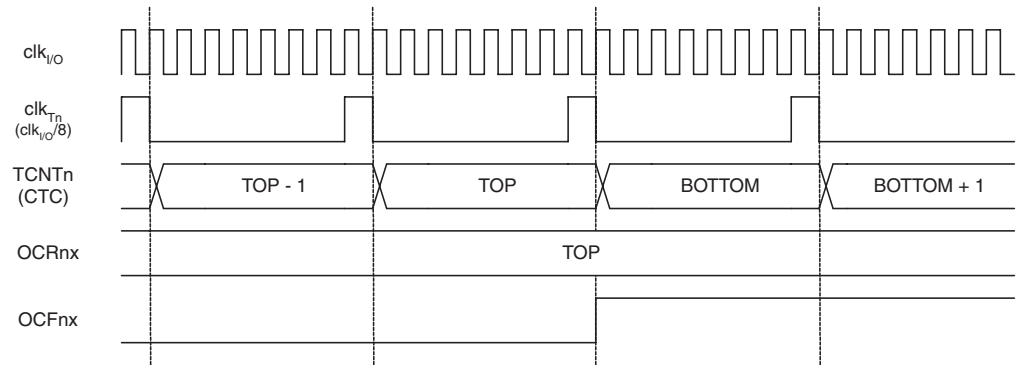 clkI/O
clkTn
(clkI/O/8)
TCNTn
(CTC)
TOP - 1
TOP
BOTTOM
BOTTOM + 1
OCRnx
TOP
OCFnx